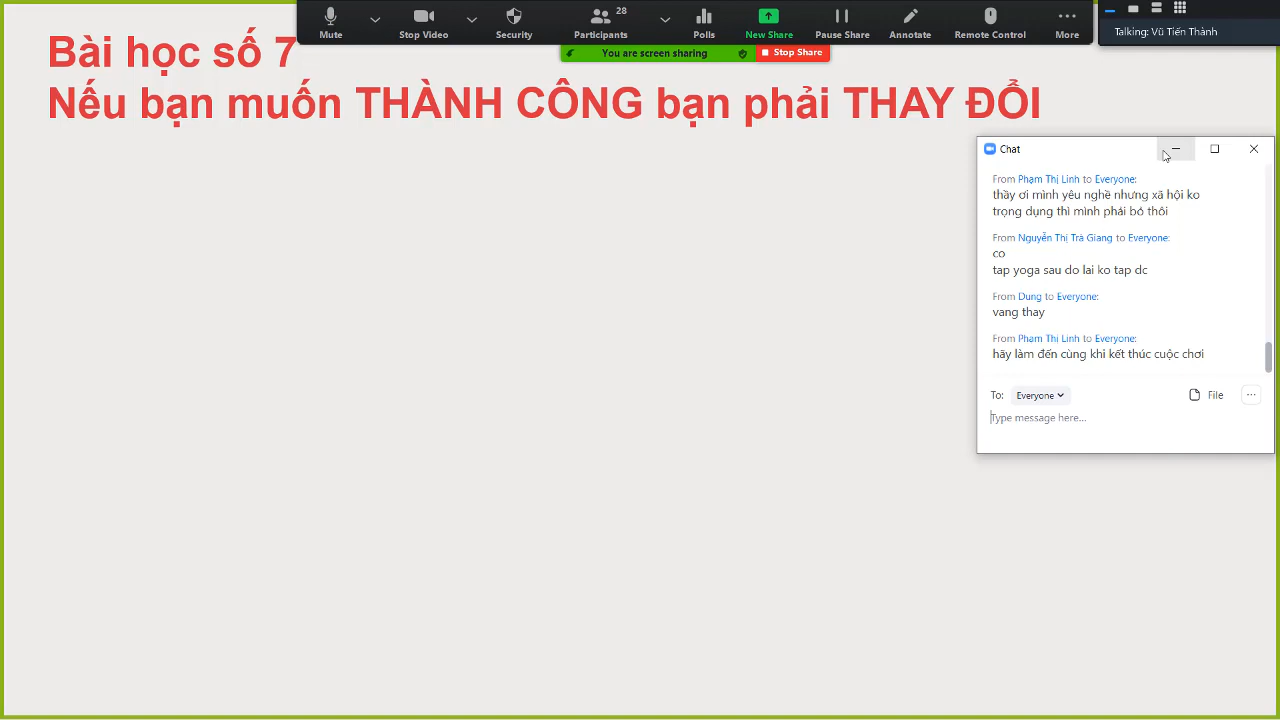 Bài học số 7
Nếu bạn muốn THÀNH CÔNG bạn phải THAY ĐỔI
Mute
Stop Video
Security
28
Participants
Polls
New Share
Pause Share
Annotate
Remote Control
More
You are screen sharing
Stop Share
Talking: Vũ Tiến Thành
Chat
From Phạm Thị Linh to Everyone:
thầy ơi mình yêu nghề nhưng xã hội ko
trọng dụng thì mình phải bỏ thôi
From Nguyễn Thị Trà Giang to Everyone:
co
tap yoga sau do lai ko tap dc
From Dung to Everyone:
vang thay
From Phạm Thị Linh to Everyone:
hãy làm đến cùng khi kết thúc cuộc chơi
To: Everyone
File
Type message here...